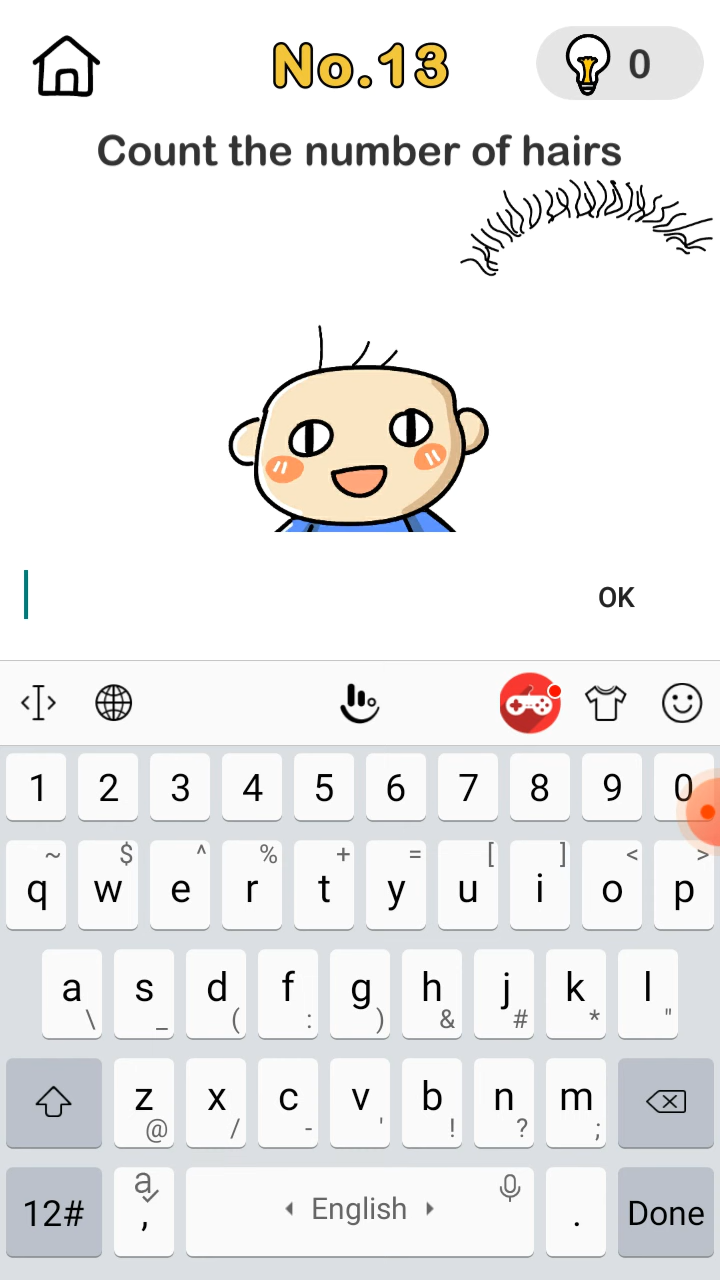 No.13
0
Count the number of hairs
OK
1 2 3 4 5 6 7 8 9 0
~ $ ^ % + = [ ] < >
q w e r t y u i o p
a s d f g h j k l
\ _ ( : ) & # * "
z x c v b n m
@ / - ' ! ? ;
12# a , English . Done